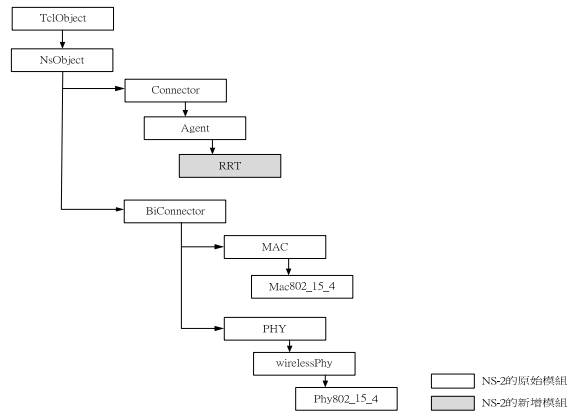 TclObject
NsObject
Connector
Agent
RRT
BiConnector
MAC
Mac802_15_4
PHY
wirelessPhy
Phy802_15_4
NS-2的原始模組
NS-2的新增模組